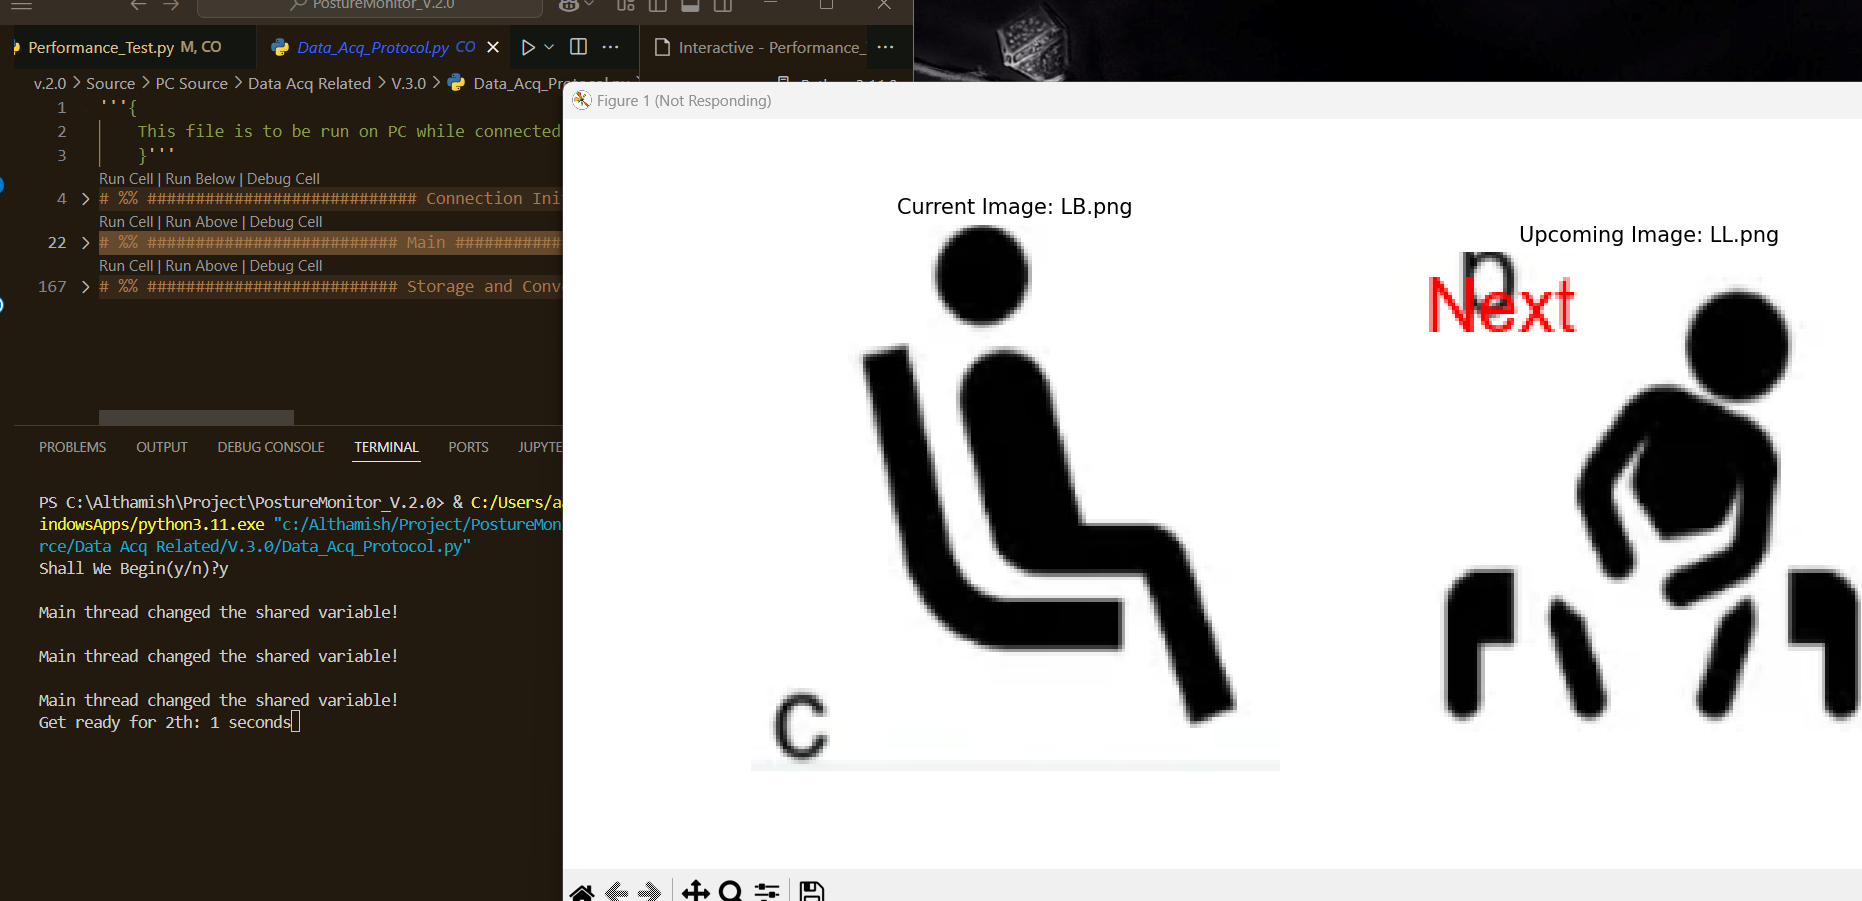 PostureMonitor_V.2.0
Performance_Test.py M, CO
Data_Acq_Protocol.py CO
Interactive - Performance_
v.2.0 > Source > PC Source > Data Acq Related > V.3.0 >
1 '''{
2 This file is to be run on PC while connected
3 }'''
Run Cell | Run Below | Debug Cell
4 # %% ############################ Connection Ini
Run Cell | Run Above | Debug Cell
22 # %% ########################## Main ###########
Run Cell | Run Above | Debug Cell
167 # %% ########################## Storage and Conv
PROBLEMS OUTPUT DEBUG CONSOLE TERMINAL PORTS JUPYTE
PS C:\Althamish\Project\PostureMonitor_V.2.0> & C:/Users/a
indowsApps/python3.11.exe "c:/Althamish/Project/PostureMon
rce/Data Acq Related/V.3.0/Data_Acq_Protocol.py"
Shall We Begin(y/n)?y
Main thread changed the shared variable!
Main thread changed the shared variable!
Main thread changed the shared variable!
Get ready for 2th: 1 seconds
Figure 1 (Not Responding)
Current Image: LB.png
Upcoming Image: LL.png
Next
C